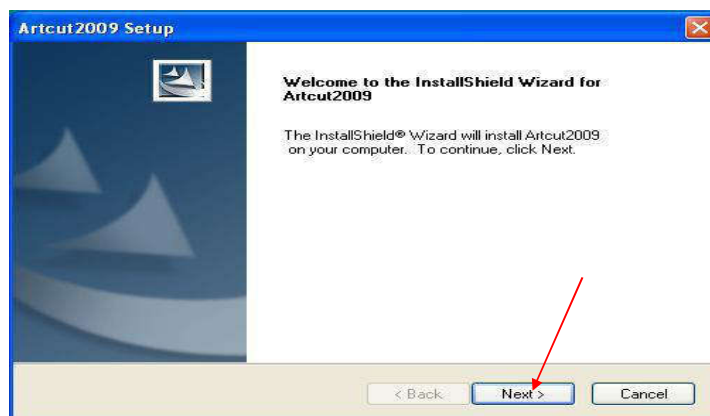 Artcut2009 Setup
Welcome to the InstallShield Wizard for
Artcut2009
The InstallShield® Wizard will install Artcut2009
on your computer. To continue, click Next.
< Back Next > Cancel